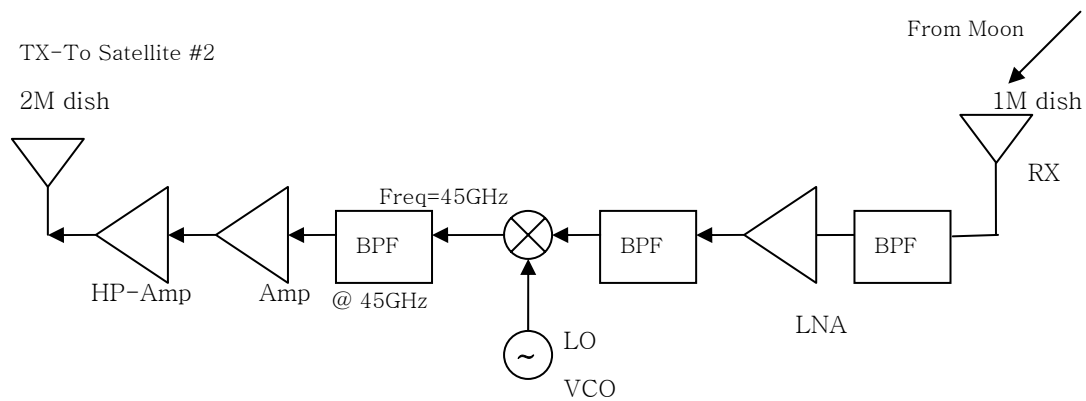 From Moon
TX-To Satellite #2
2M dish
1M dish
RX
Freq=45GHz
BPF
BPF
BPF
HP-Amp
Amp
@ 45GHz
LNA
LO
~
VCO